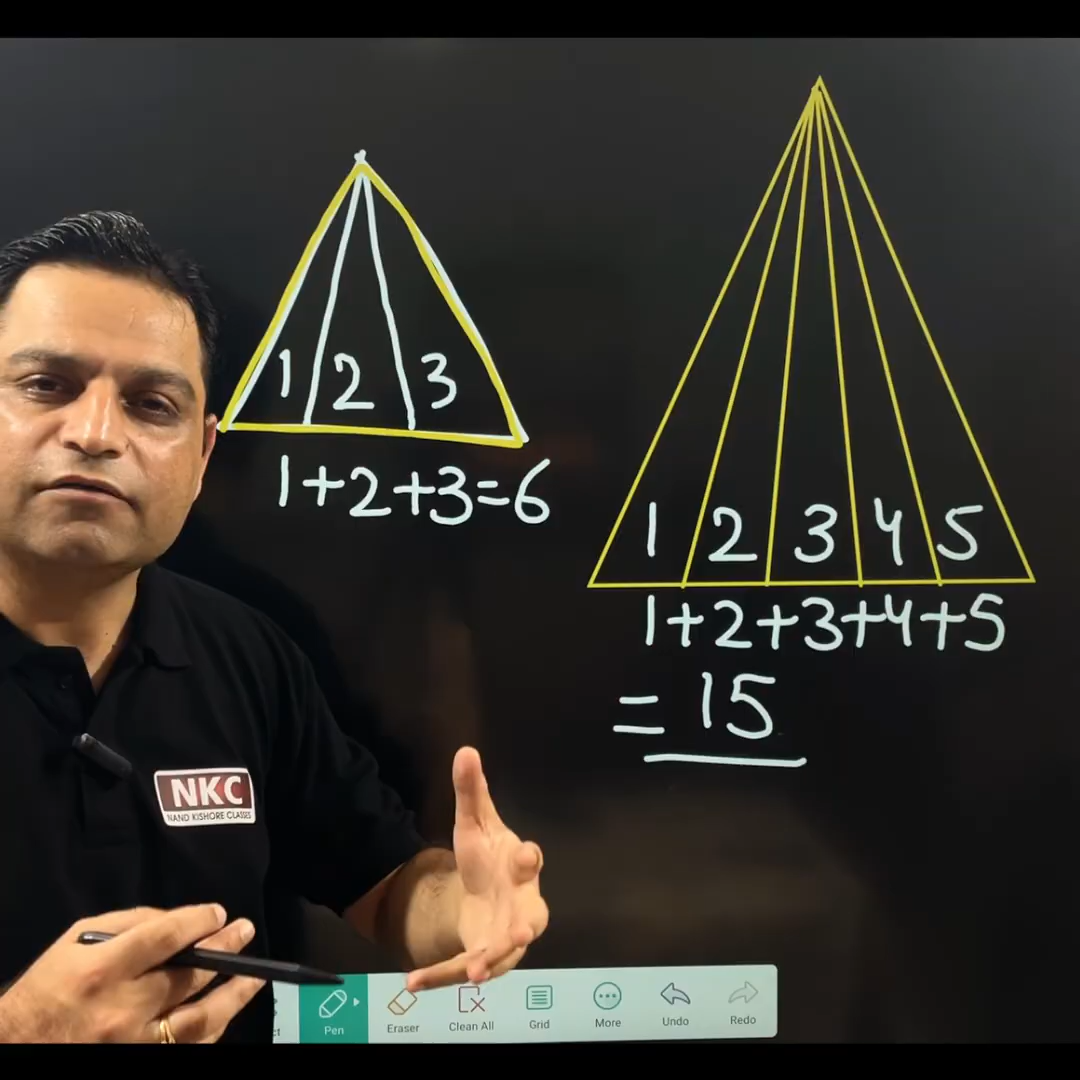 1 2 3
1+2+3=6
1 2 3 4 5
1+2+3+4+5
= 15
NKC
NAND KISHORE CLASSES
ct
Pen
Eraser
Clean All
Grid
More
Undo
Redo